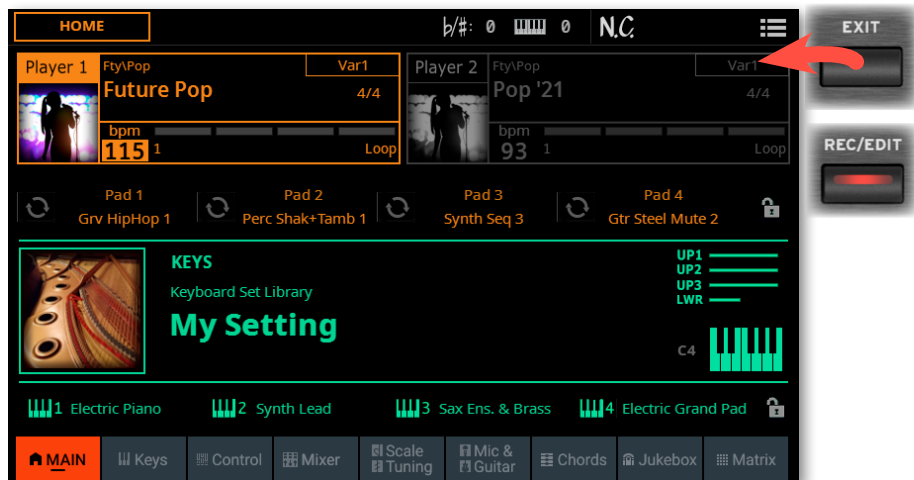 HOME
♭/#: 0 0 N.C.
EXIT
Player 1 Fty\Pop Var1
Future Pop 4/4
bpm
115 1 Loop
Player 2 Fty\Pop Var1
Pop '21 4/4
bpm
93 1 Loop
REC/EDIT
Pad 1
Grv HipHop 1
Pad 2
Perc Shak+Tamb 1
Pad 3
Synth Seq 3
Pad 4
Gtr Steel Mute 2
KEYS
Keyboard Set Library
My Setting
UP1
UP2
UP3
LWR
C4
1 Electric Piano
2 Synth Lead
3 Sax Ens. & Brass
4 Electric Grand Pad
MAIN
Keys
Control
Mixer
Scale
Tuning
Mic &
Guitar
Chords
Jukebox
Matrix